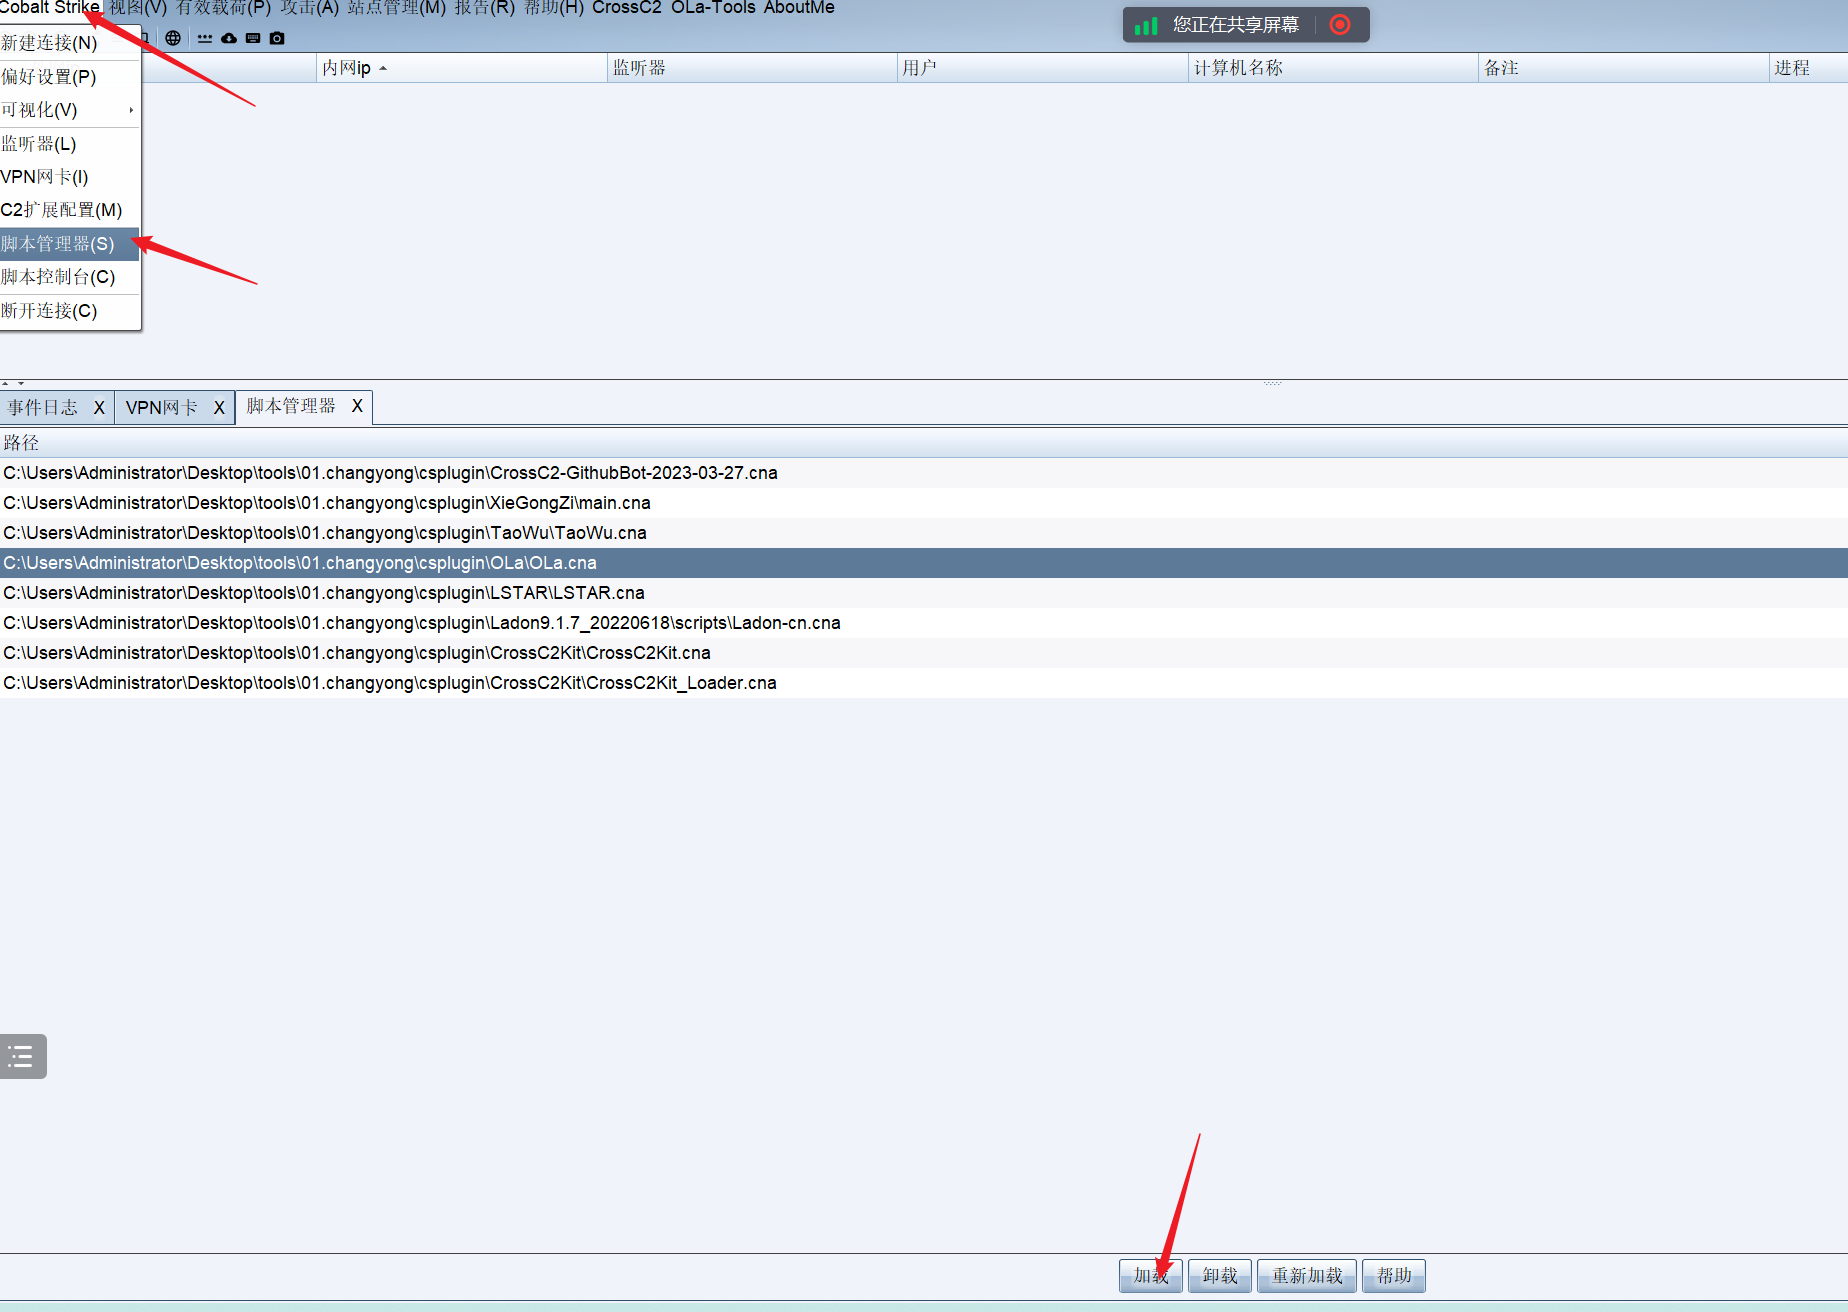 Cobalt Strike 视图(V) 有效载荷(P) 攻击(A) 站点管理(M) 报告(R) 帮助(H) CrossC2 OLa-Tools AboutMe
您正在共享屏幕
新建连接(N)
偏好设置(P)
可视化(V)
监听器(L)
VPN网卡(I)
C2扩展配置(M)
脚本管理器(S)
脚本控制台(C)
断开连接(C)
内网ip 监听器 用户 计算机名称 备注 进程
事件日志 X VPN网卡 X 脚本管理器 X
路径
C:\Users\Administrator\Desktop\tools\01.changyong\csplugin\CrossC2-GithubBot-2023-03-27.cna
C:\Users\Administrator\Desktop\tools\01.changyong\csplugin\XieGongZi\main.cna
C:\Users\Administrator\Desktop\tools\01.changyong\csplugin\TaoWu\TaoWu.cna
C:\Users\Administrator\Desktop\tools\01.changyong\csplugin\OLa\OLa.cna
C:\Users\Administrator\Desktop\tools\01.changyong\csplugin\LSTAR\LSTAR.cna
C:\Users\Administrator\Desktop\tools\01.changyong\csplugin\Ladon9.1.7_20220618\scripts\Ladon-cn.cna
C:\Users\Administrator\Desktop\tools\01.changyong\csplugin\CrossC2Kit\CrossC2Kit.cna
C:\Users\Administrator\Desktop\tools\01.changyong\csplugin\CrossC2Kit\CrossC2Kit_Loader.cna
加载 卸载 重新加载 帮助